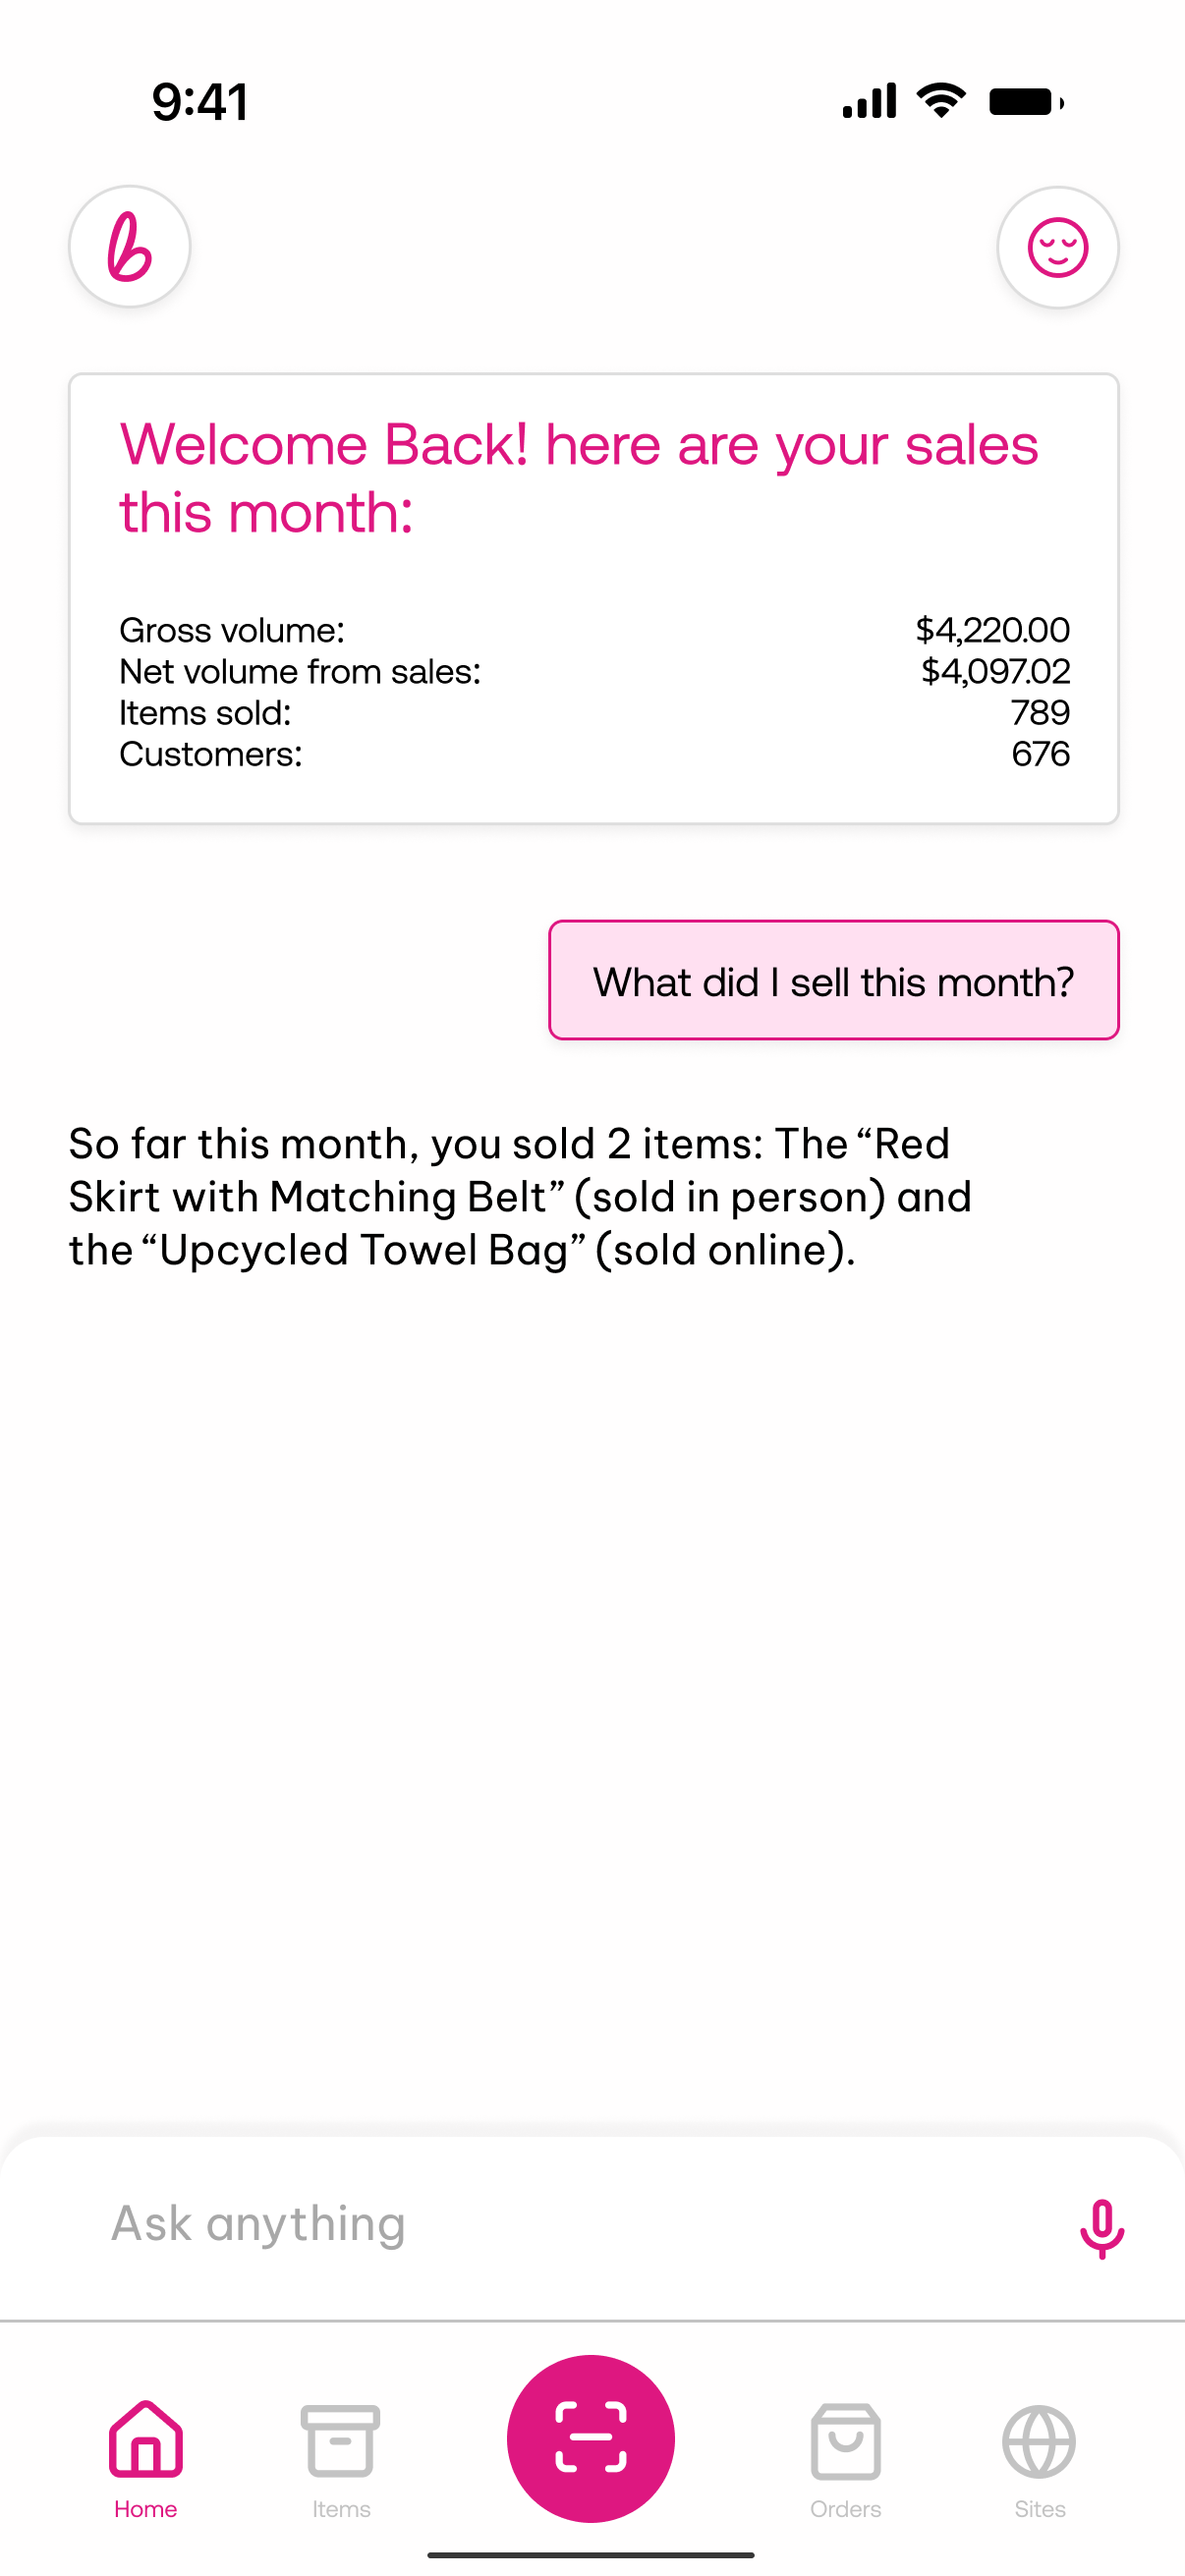 9:41
b
Welcome Back! here are your sales
this month:
Gross volume: $4,220.00
Net volume from sales: $4,097.02
Items sold: 789
Customers: 676
What did I sell this month?
So far this month, you sold 2 items: The “Red
Skirt with Matching Belt” (sold in person) and
the “Upcycled Towel Bag” (sold online).
Ask anything
Home Items Orders Sites